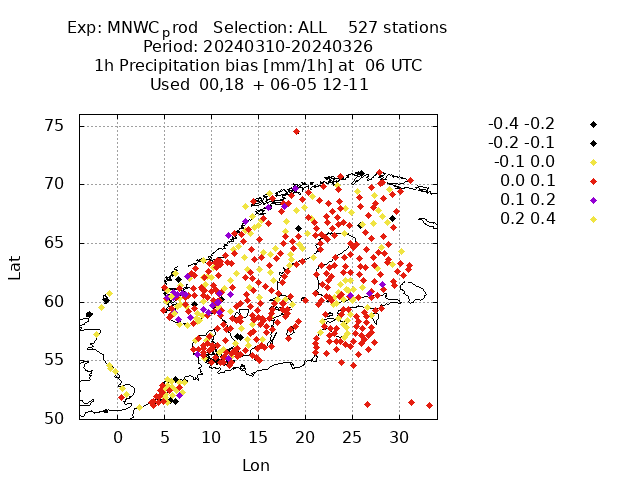 Exp: MNWC_prod   Selection: ALL    527 stations
Period: 20240310-20240326
1h Precipitation bias [mm/1h] at  06 UTC
Used  00,18  + 06-05 12-11
-0.4 -0.2
-0.2 -0.1
-0.1 0.0
0.0 0.1
0.1 0.2
0.2 0.4
75
70
65
60
55
50
Lat
0 5 10 15 20 25 30
Lon